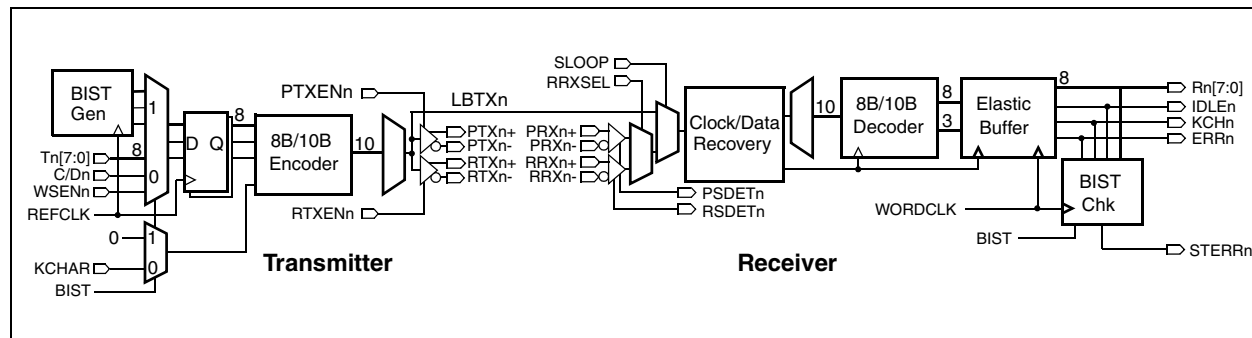 BIST
Gen
1
Tn[7:0]
8
C/Dn
0
WSENn
REFCLK
D Q
8
8B/10B
Encoder
10
0
1
KCHAR
0
BIST
Transmitter
PTXENn
RTXENn
LBTXn
PTXn+
PTXn-
RTXn+
RTXn-
SLOOP
RRXSEL
PRXn+
PRXn-
RRXn+
RRXn-
PSDETn
RSDETn
Clock/Data
Recovery
10
8B/10B
Decoder
8
3
Elastic
Buffer
8
Rn[7:0]
IDLEn
KCHn
ERRn
WORDCLK
BIST
Chk
BIST
STERRn
Receiver